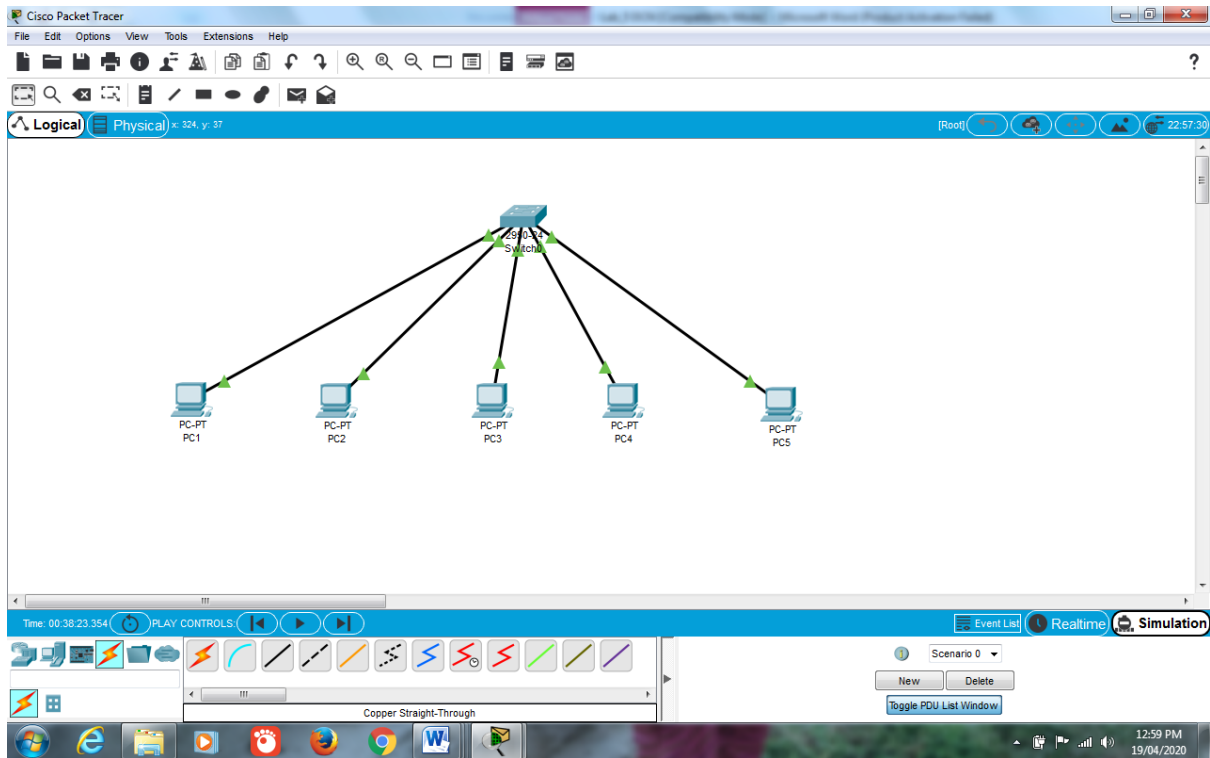 Cisco Packet Tracer
File Edit Options View Tools Extensions Help
?
Logical Physical x: 324, y: 37 [Root] 22:57:30
2950-24
Switch0
PC-PT
PC1
PC-PT
PC2
PC-PT
PC3
PC-PT
PC4
PC-PT
PC5
Time: 00:38:23.354 PLAY CONTROLS: Event List Realtime Simulation
Scenario 0
New Delete
Toggle PDU List Window
Copper Straight-Through
12:59 PM
19/04/2020